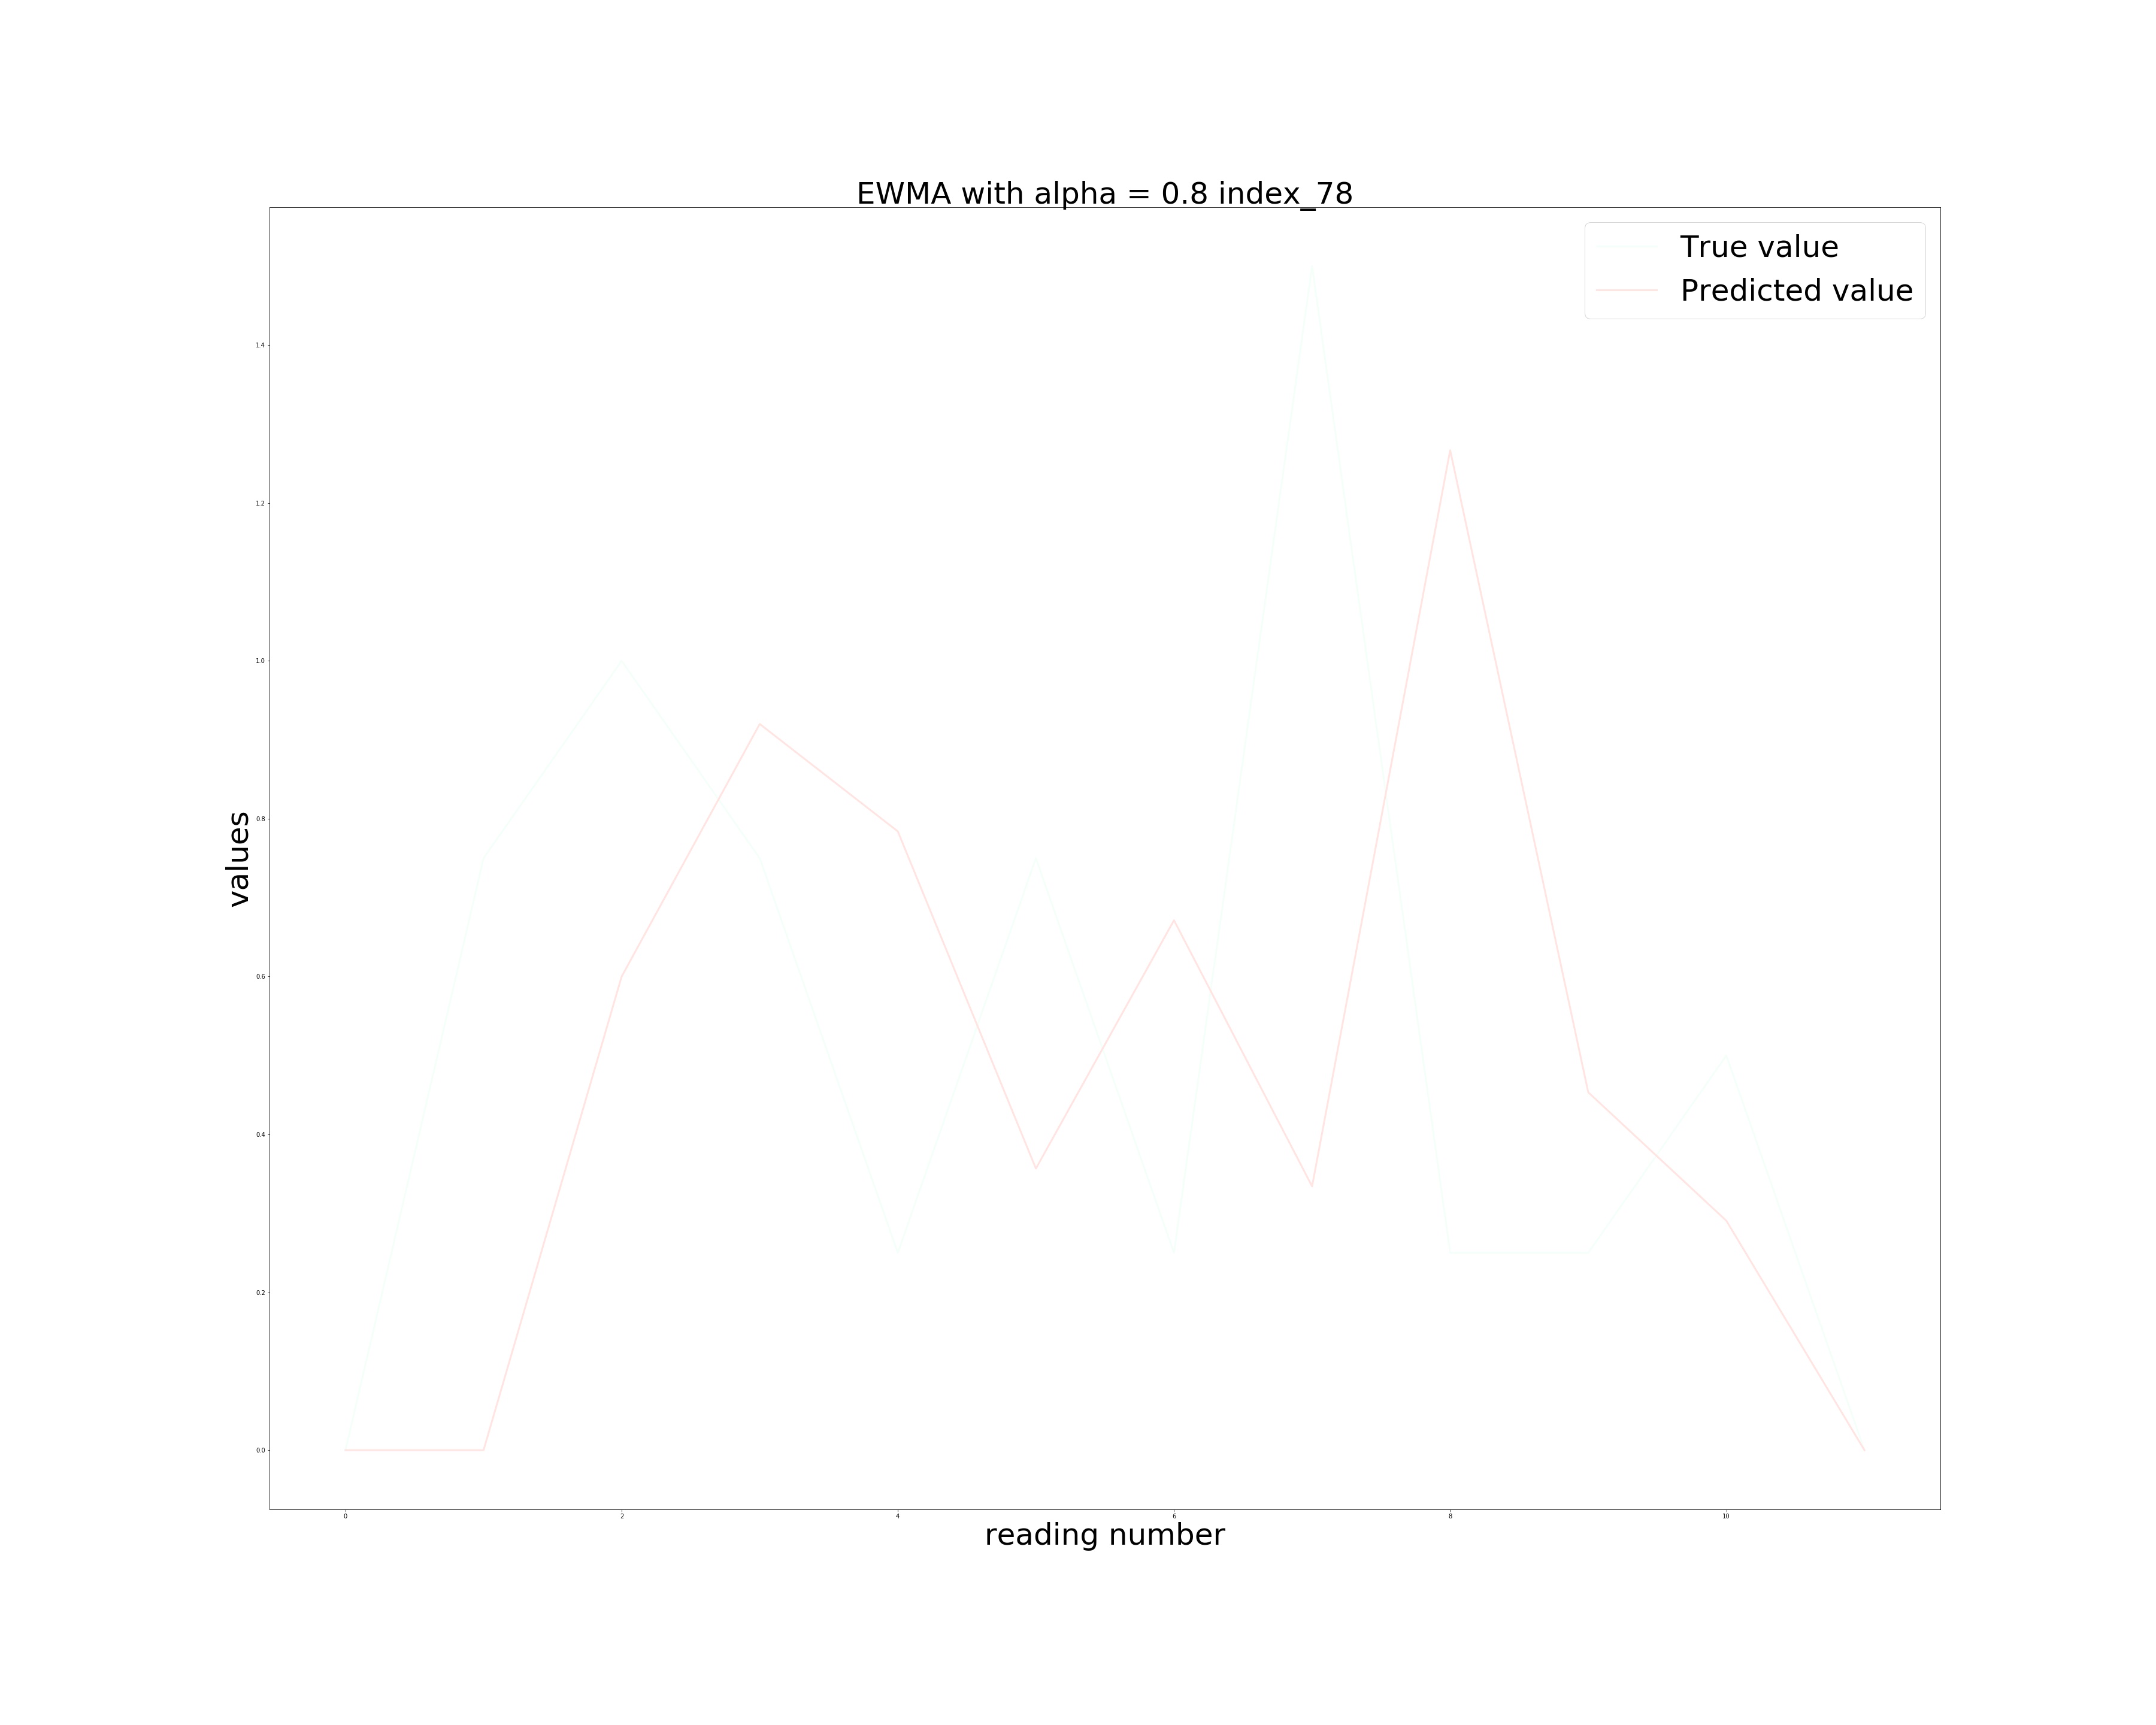 EWMA with alpha = 0.8 index_78
True value
Predicted value
1.4
1.2
1.0
0.8
0.6
0.4
0.2
0.0
values
0 2 4 6 8 10
reading number